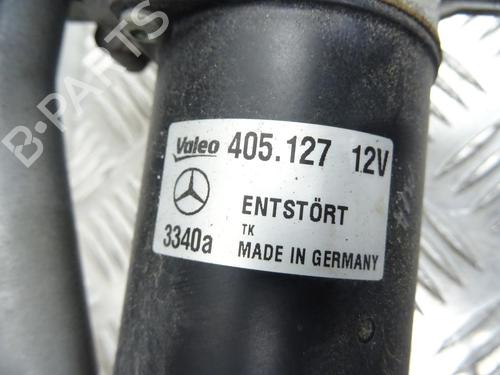 B-PARTS
Valeo 405.127 12V
ENTSTÖRT
TK
3340a MADE IN GERMANY